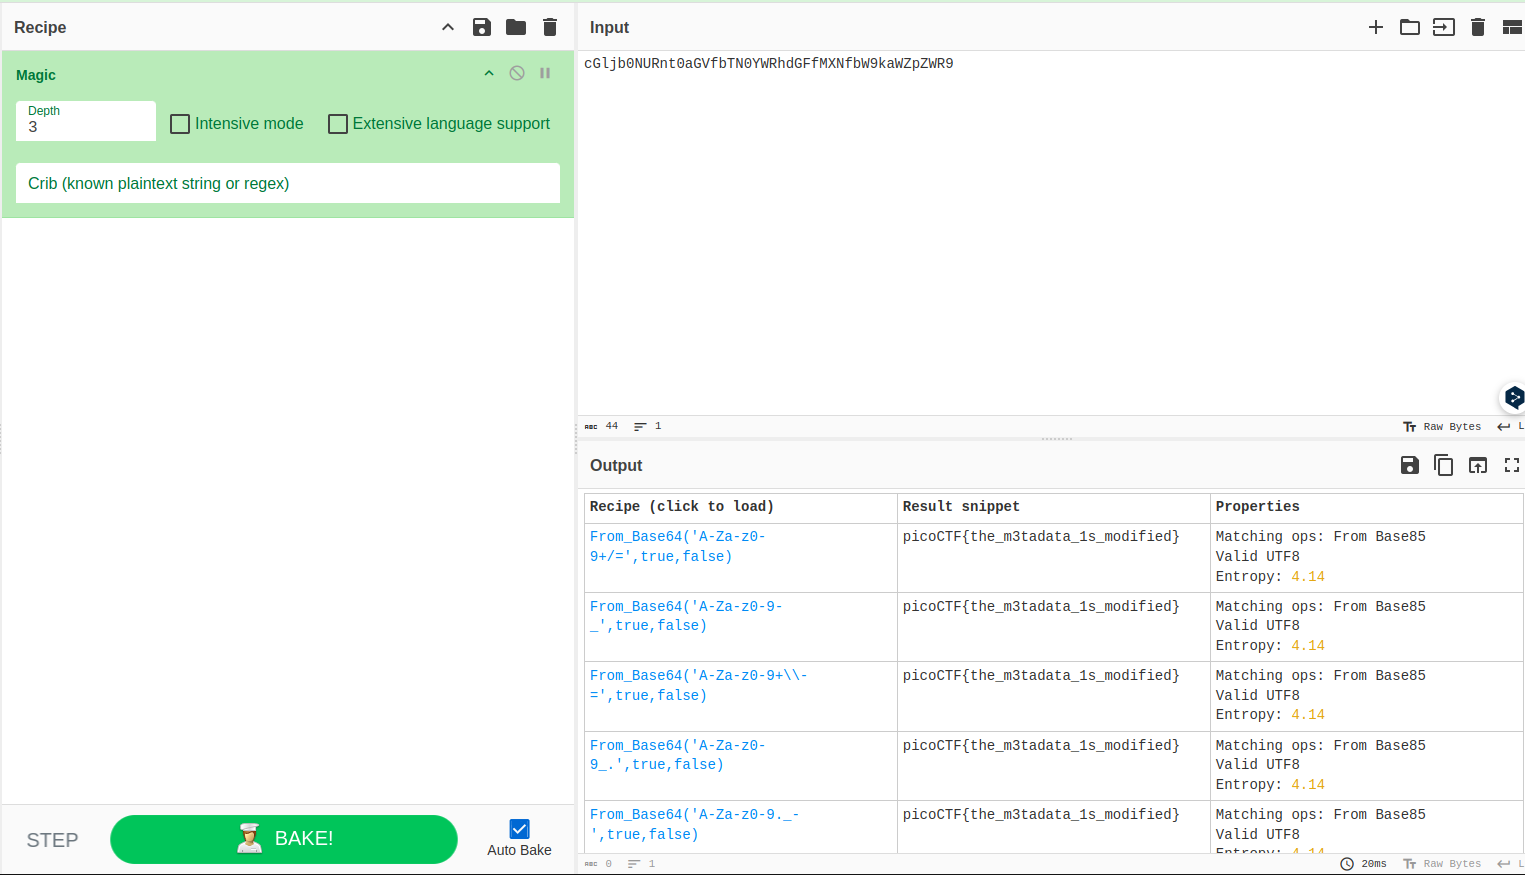 Recipe
Magic
Depth
3
Intensive mode
Extensive language support
Crib (known plaintext string or regex)
STEP
BAKE!
Auto Bake
Input
cGljb0NURnt0aGVfbTN0YWRhdGFfMXNfbW9kaWZpZWR9
ABC 44 1
Raw Bytes
L
Output
Recipe (click to load) Result snippet Properties
From_Base64('A-Za-z0-
9+/=',true,false)
picoCTF{the_m3tadata_1s_modified}
Matching ops: From Base85
Valid UTF8
Entropy: 4.14
From_Base64('A-Za-z0-9-
_',true,false)
picoCTF{the_m3tadata_1s_modified}
Matching ops: From Base85
Valid UTF8
Entropy: 4.14
From_Base64('A-Za-z0-9+\\-
=',true,false)
picoCTF{the_m3tadata_1s_modified}
Matching ops: From Base85
Valid UTF8
Entropy: 4.14
From_Base64('A-Za-z0-
9_.',true,false)
picoCTF{the_m3tadata_1s_modified}
Matching ops: From Base85
Valid UTF8
Entropy: 4.14
From_Base64('A-Za-z0-9._-
',true,false)
picoCTF{the_m3tadata_1s_modified}
Matching ops: From Base85
Valid UTF8
Entropy: 4.14
ABC 0 1
20ms
Raw Bytes
L